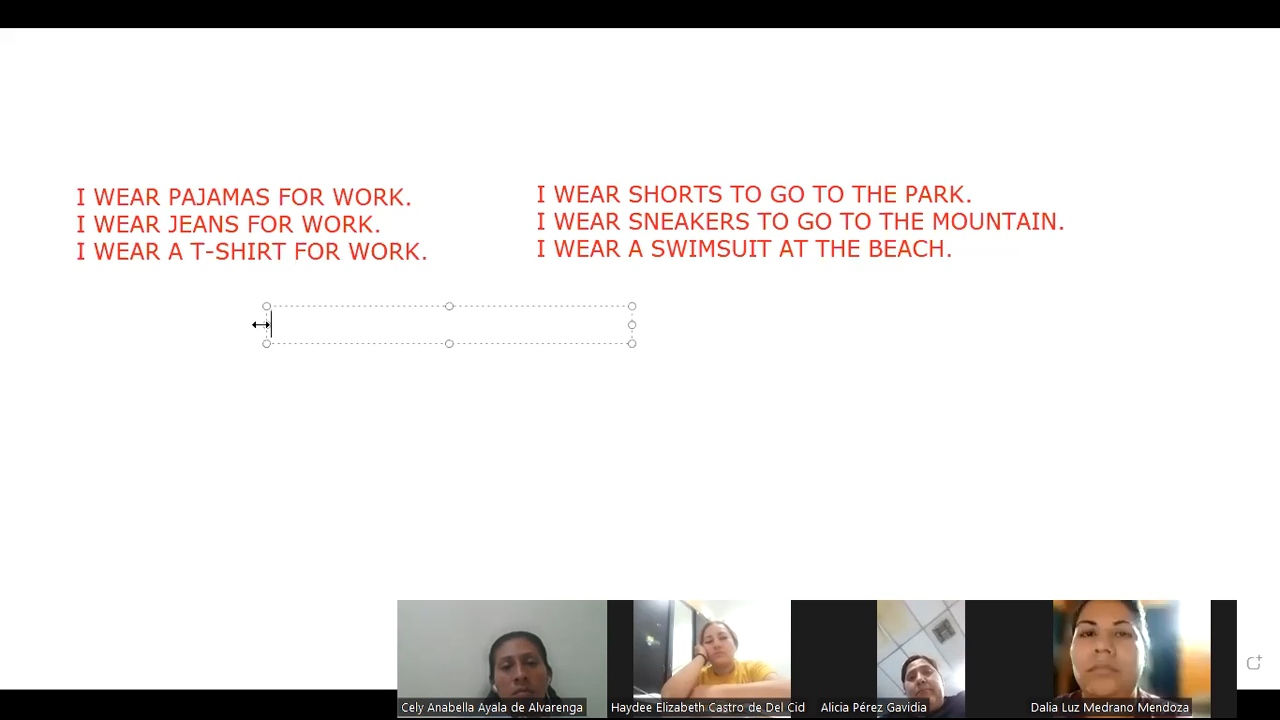 I WEAR PAJAMAS FOR WORK.
I WEAR JEANS FOR WORK.
I WEAR A T-SHIRT FOR WORK.
I WEAR SHORTS TO GO TO THE PARK.
I WEAR SNEAKERS TO GO TO THE MOUNTAIN.
I WEAR A SWIMSUIT AT THE BEACH.
Cely Anabella Ayala de Alvarenga
Haydee Elizabeth Castro de Del Cid
Alicia Pérez Gavidia
Dalia Luz Medrano Mendoza